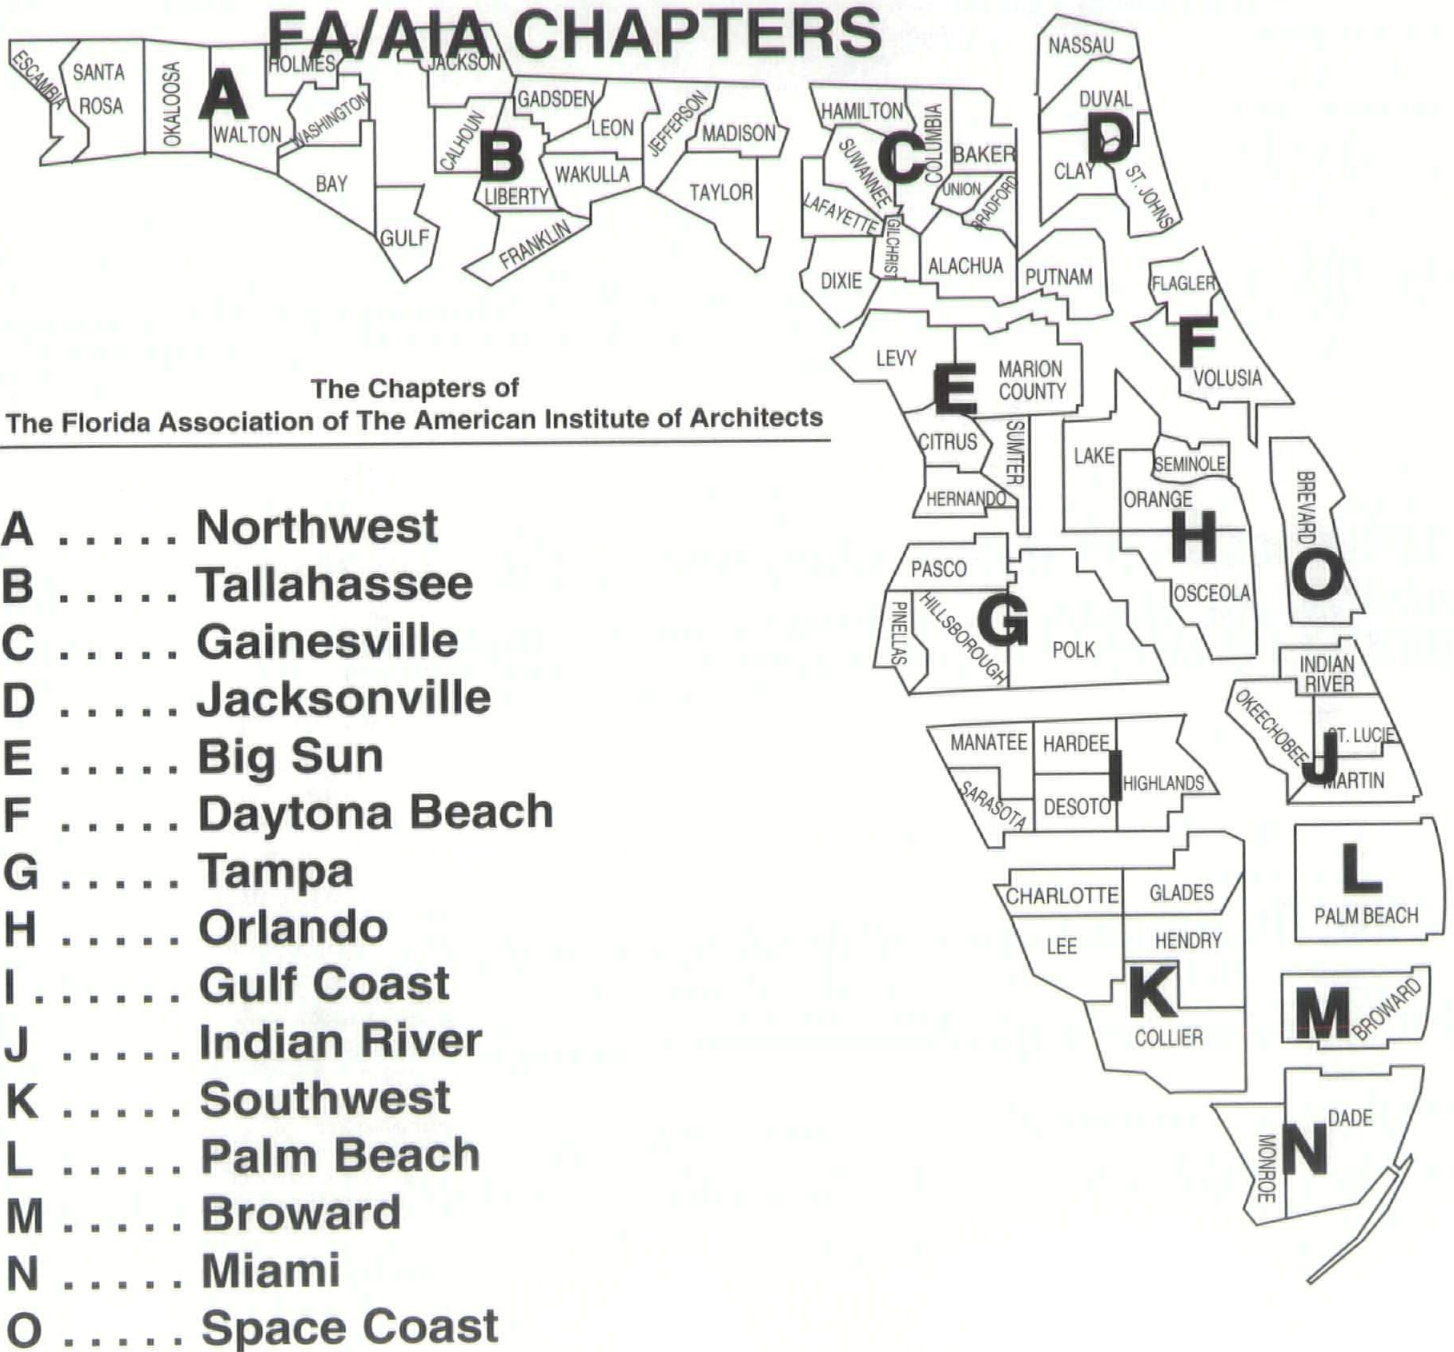 FA/AIA CHAPTERS
ESCAMBIA
SANTA
ROSA
OKALOOSA
A
WALTON
HOLMES
WASHINGTON
BAY
GULF
JACKSON
CALHOUN
B
GADSDEN
LIBERTY
LEON
WAKULLA
FRANKLIN
JEFFERSON
MADISON
TAYLOR
HAMILTON
SUWANNEE
C
COLUMBIA
BAKER
UNION
BRADFORD
LAFAYETTE
GILCHRIST
DIXIE
ALACHUA
PUTNAM
NASSAU
DUVAL
D
CLAY
ST. JOHNS
FLAGLER
F
VOLUSIA
LEVY
E
MARION
COUNTY
CITRUS
SUMTER
HERNANDO
LAKE
SEMINOLE
ORANGE
H
OSCEOLA
BREVARD
O
PASCO
PINELLAS
HILLSBOROUGH
G
POLK
INDIAN
RIVER
OKEECHOBEE
ST. LUCIE
J
MARTIN
MANATEE
HARDEE
I
HIGHLANDS
SARASOTA
DESOTO
L
PALM BEACH
CHARLOTTE
GLADES
LEE
HENDRY
K
COLLIER
M
BROWARD
DADE
N
MONROE
The Chapters of
The Florida Association of The American Institute of Architects
A . . . . . Northwest
B . . . . . Tallahassee
C . . . . . Gainesville
D . . . . . Jacksonville
E . . . . . Big Sun
F . . . . . Daytona Beach
G . . . . . Tampa
H . . . . . Orlando
I . . . . . . Gulf Coast
J . . . . . Indian River
K . . . . . Southwest
L . . . . . Palm Beach
M . . . . . Broward
N . . . . . Miami
O . . . . . Space Coast